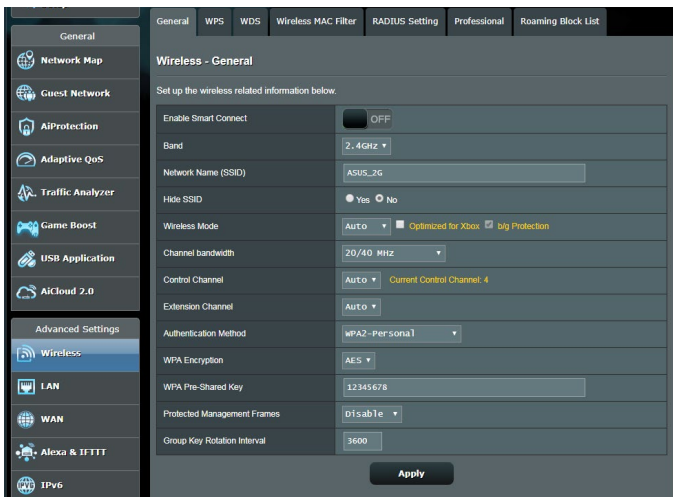 General WPS WDS Wireless MAC Filter RADIUS Setting Professional Roaming Block List
General
Network Map
Guest Network
AiProtection
Adaptive QoS
Traffic Analyzer
Game Boost
USB Application
AiCloud 2.0
Advanced Settings
Wireless
LAN
WAN
Alexa & IFTTT
IPv6
Wireless - General
Set up the wireless related information below.
Enable Smart Connect OFF
Band 2.4GHz
Network Name (SSID) ASUS_2G
Hide SSID Yes No
Wireless Mode Auto Optimized for Xbox b/g Protection
Channel bandwidth 20/40 MHz
Control Channel Auto Current Control Channel: 4
Extension Channel Auto
Authentication Method WPA2-Personal
WPA Encryption AES
WPA Pre-Shared Key 12345678
Protected Management Frames Disable
Group Key Rotation Interval 3600
Apply